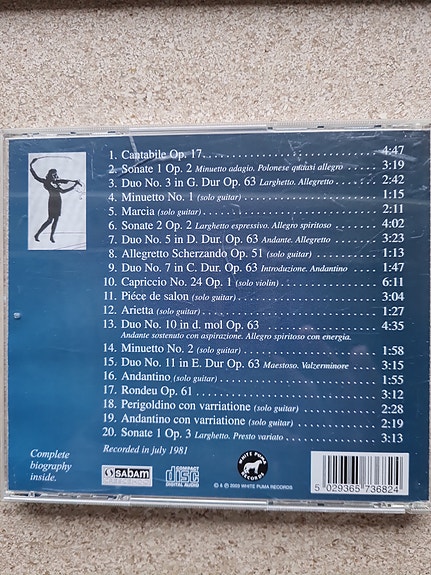 1. Cantabile Op. 17 4:47
2. Sonate 1 Op. 2 Minuetto adagio. Polonese quttasi allegro 3:19
3. Duo No. 3 in G. Dur Op. 63 Larghetto. Allegretto 2:42
4. Minuetto No. 1 (solo guitar) 1:15
5. Marcia (solo guitar) 2:11
6. Sonate 2 Op. 2 Larghetto espressivo. Allegro spiritoso 4:02
7. Duo No. 5 in D. Dur. Op. 63 Andante. Allegretto 3:23
8. Allegretto Scherzando Op. 51 (solo guitar) 1:13
9. Duo No. 7 in C. Dur. Op. 63 Introduzione. Andantino 1:47
10. Capriccio No. 24 Op. 1 (solo violin) 6:11
11. Piéce de salon (solo guitar) 3:04
12. Arietta (solo guitar) 1:27
13. Duo No. 10 in d. mol Op. 63 4:35
Andante sostenuto con aspirazione. Allegro spiritoso con energia.
14. Minuetto No. 2 (solo guitar) 1:58
15. Duo No. 11 in E. Dur Op. 63 Maestoso. Valzerminore 3:15
16. Andantino (solo guitar) 1:55
17. Rondeu Op. 61 3:12
18. Perigoldino con varriatione (solo guitar) 2:28
19. Andantino con varriatione (solo guitar) 2:19
20. Sonate 1 Op. 3 Larghetto. Presto variato 3:13
Recorded in july 1981
Complete
biography
inside.
sabam
COMPACT
disc
DIGITAL AUDIO
WHITE PUMA
RECORDS
© & ℗ 2003 WHITE PUMA RECORDS
5 029365 736824